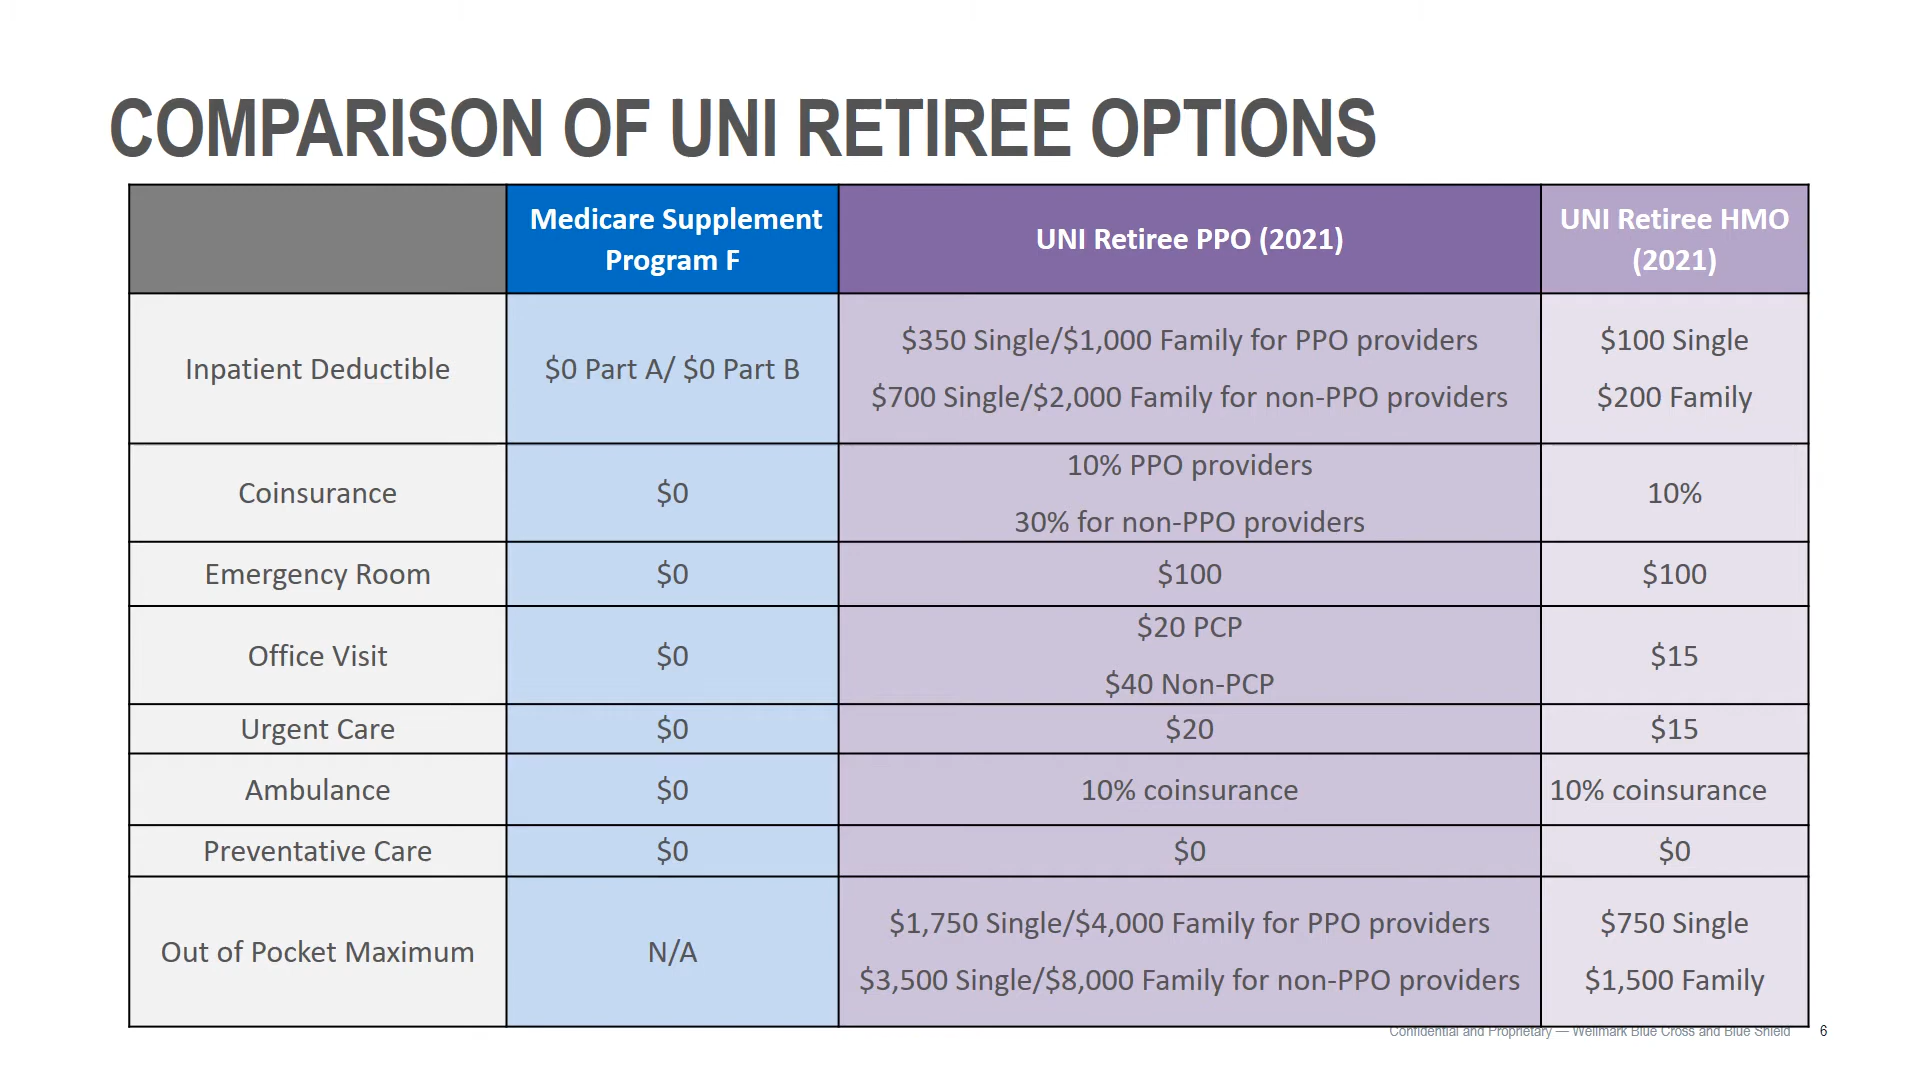 COMPARISON OF UNI RETIREE OPTIONS
Medicare Supplement
Program F
UNI Retiree PPO (2021)
UNI Retiree HMO
(2021)
Inpatient Deductible
$0 Part A/ $0 Part B
$350 Single/$1,000 Family for PPO providers
$700 Single/$2,000 Family for non-PPO providers
$100 Single
$200 Family
Coinsurance
$0
10% PPO providers
30% for non-PPO providers
10%
Emergency Room
$0
$100
$100
Office Visit
$0
$20 PCP
$40 Non-PCP
$15
Urgent Care
$0
$20
$15
Ambulance
$0
10% coinsurance
10% coinsurance
Preventative Care
$0
$0
$0
Out of Pocket Maximum
N/A
$1,750 Single/$4,000 Family for PPO providers
$3,500 Single/$8,000 Family for non-PPO providers
$750 Single
$1,500 Family
Confidential and Proprietary — Wellmark Blue Cross and Blue Shield
6